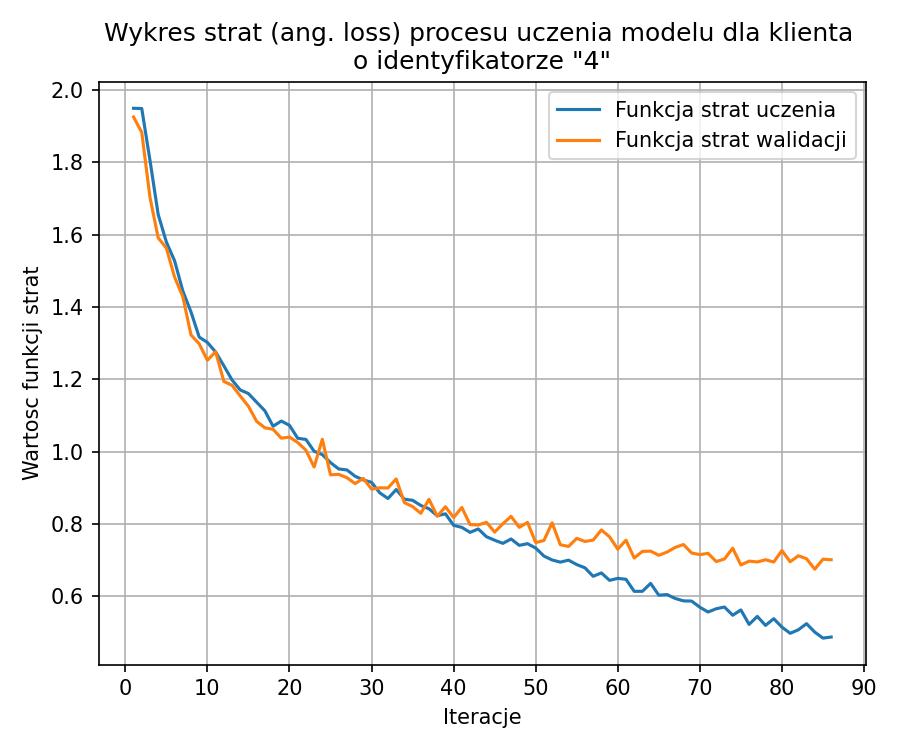 Wykres strat (ang. loss) procesu uczenia modelu dla klienta
o identyfikatorze "4"
Funkcja strat uczenia
Funkcja strat walidacji
Wartosc funkcji strat
2.0
1.8
1.6
1.4
1.2
1.0
0.8
0.6
0 10 20 30 40 50 60 70 80 90
Iteracje